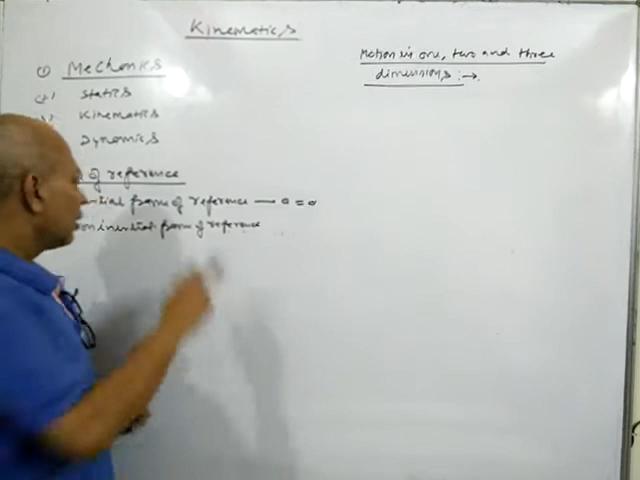 Kinematics
① Mechanics
Statics
Kinematics
Dynamics
of reference
frame of reference — a = 0
inertial frame of reference
Motion in one, two and three
dimensions :→